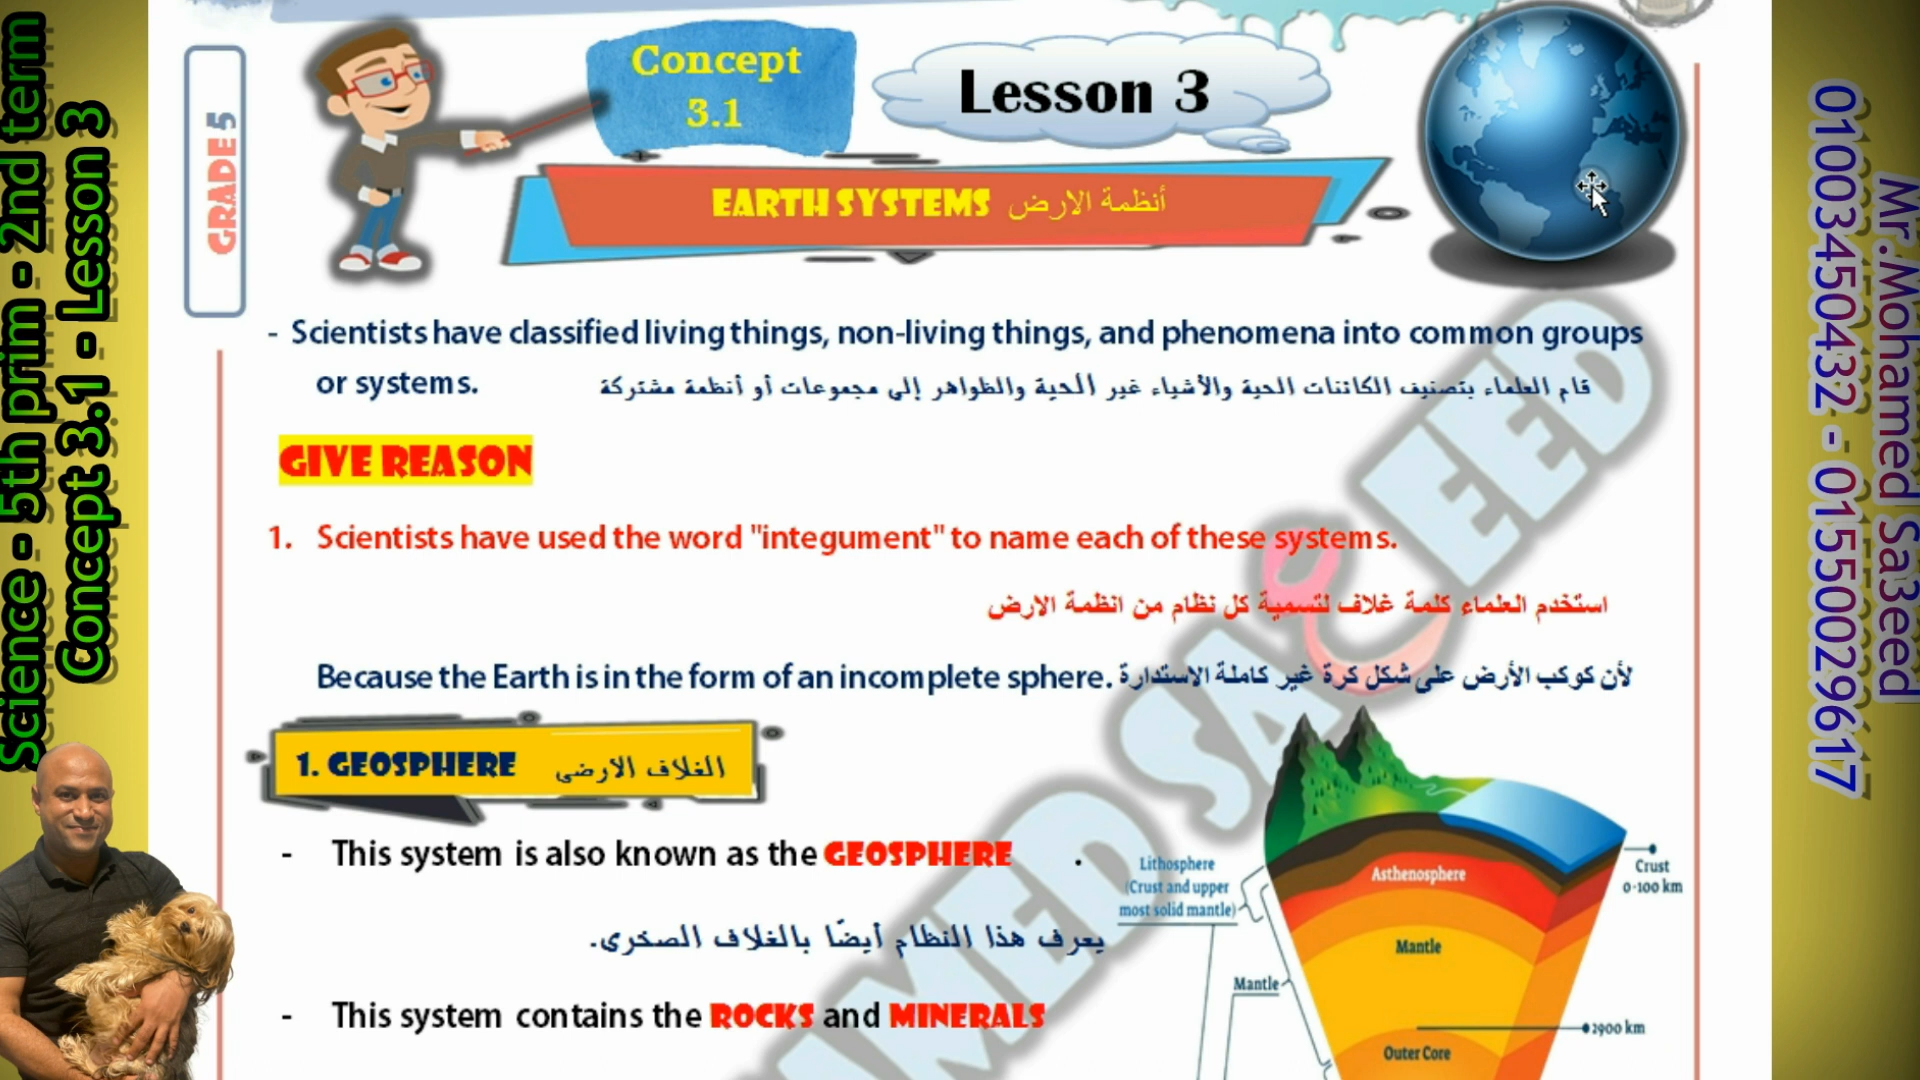 Science - 5th prim - 2nd term
Concept 3.1 - Lesson 3
GRADE 5
Concept
3.1
Lesson 3
EARTH SYSTEMS أنظمة الارض
- Scientists have classified living things, non-living things, and phenomena into common groups
or systems. قام العلماء بتصنيف الكائنات الحية والأشياء غير الحية والظواهر إلى مجموعات أو أنظمة مشتركة
GIVE REASON
1. Scientists have used the word "integument" to name each of these systems.
استخدم العلماء كلمة غلاف لتسمية كل نظام من انظمة الارض
Because the Earth is in the form of an incomplete sphere. لأن كوكب الأرض على شكل كرة غير كاملة الاستدارة
1. GEOSPHERE الغلاف الارضى
- This system is also known as the GEOSPHERE .
يعرف هذا النظام أيضًا بالغلاف الصخرى.
- This system contains the ROCKS and MINERALS
Lithosphere
(Crust and upper
most solid mantle)
Mantle
Asthenosphere
Mantle
Outer Core
Crust
0-100 km
2900 km
MED SA3EED
Mr.Mohamed Sa3eed
01003450432 - 01550029617